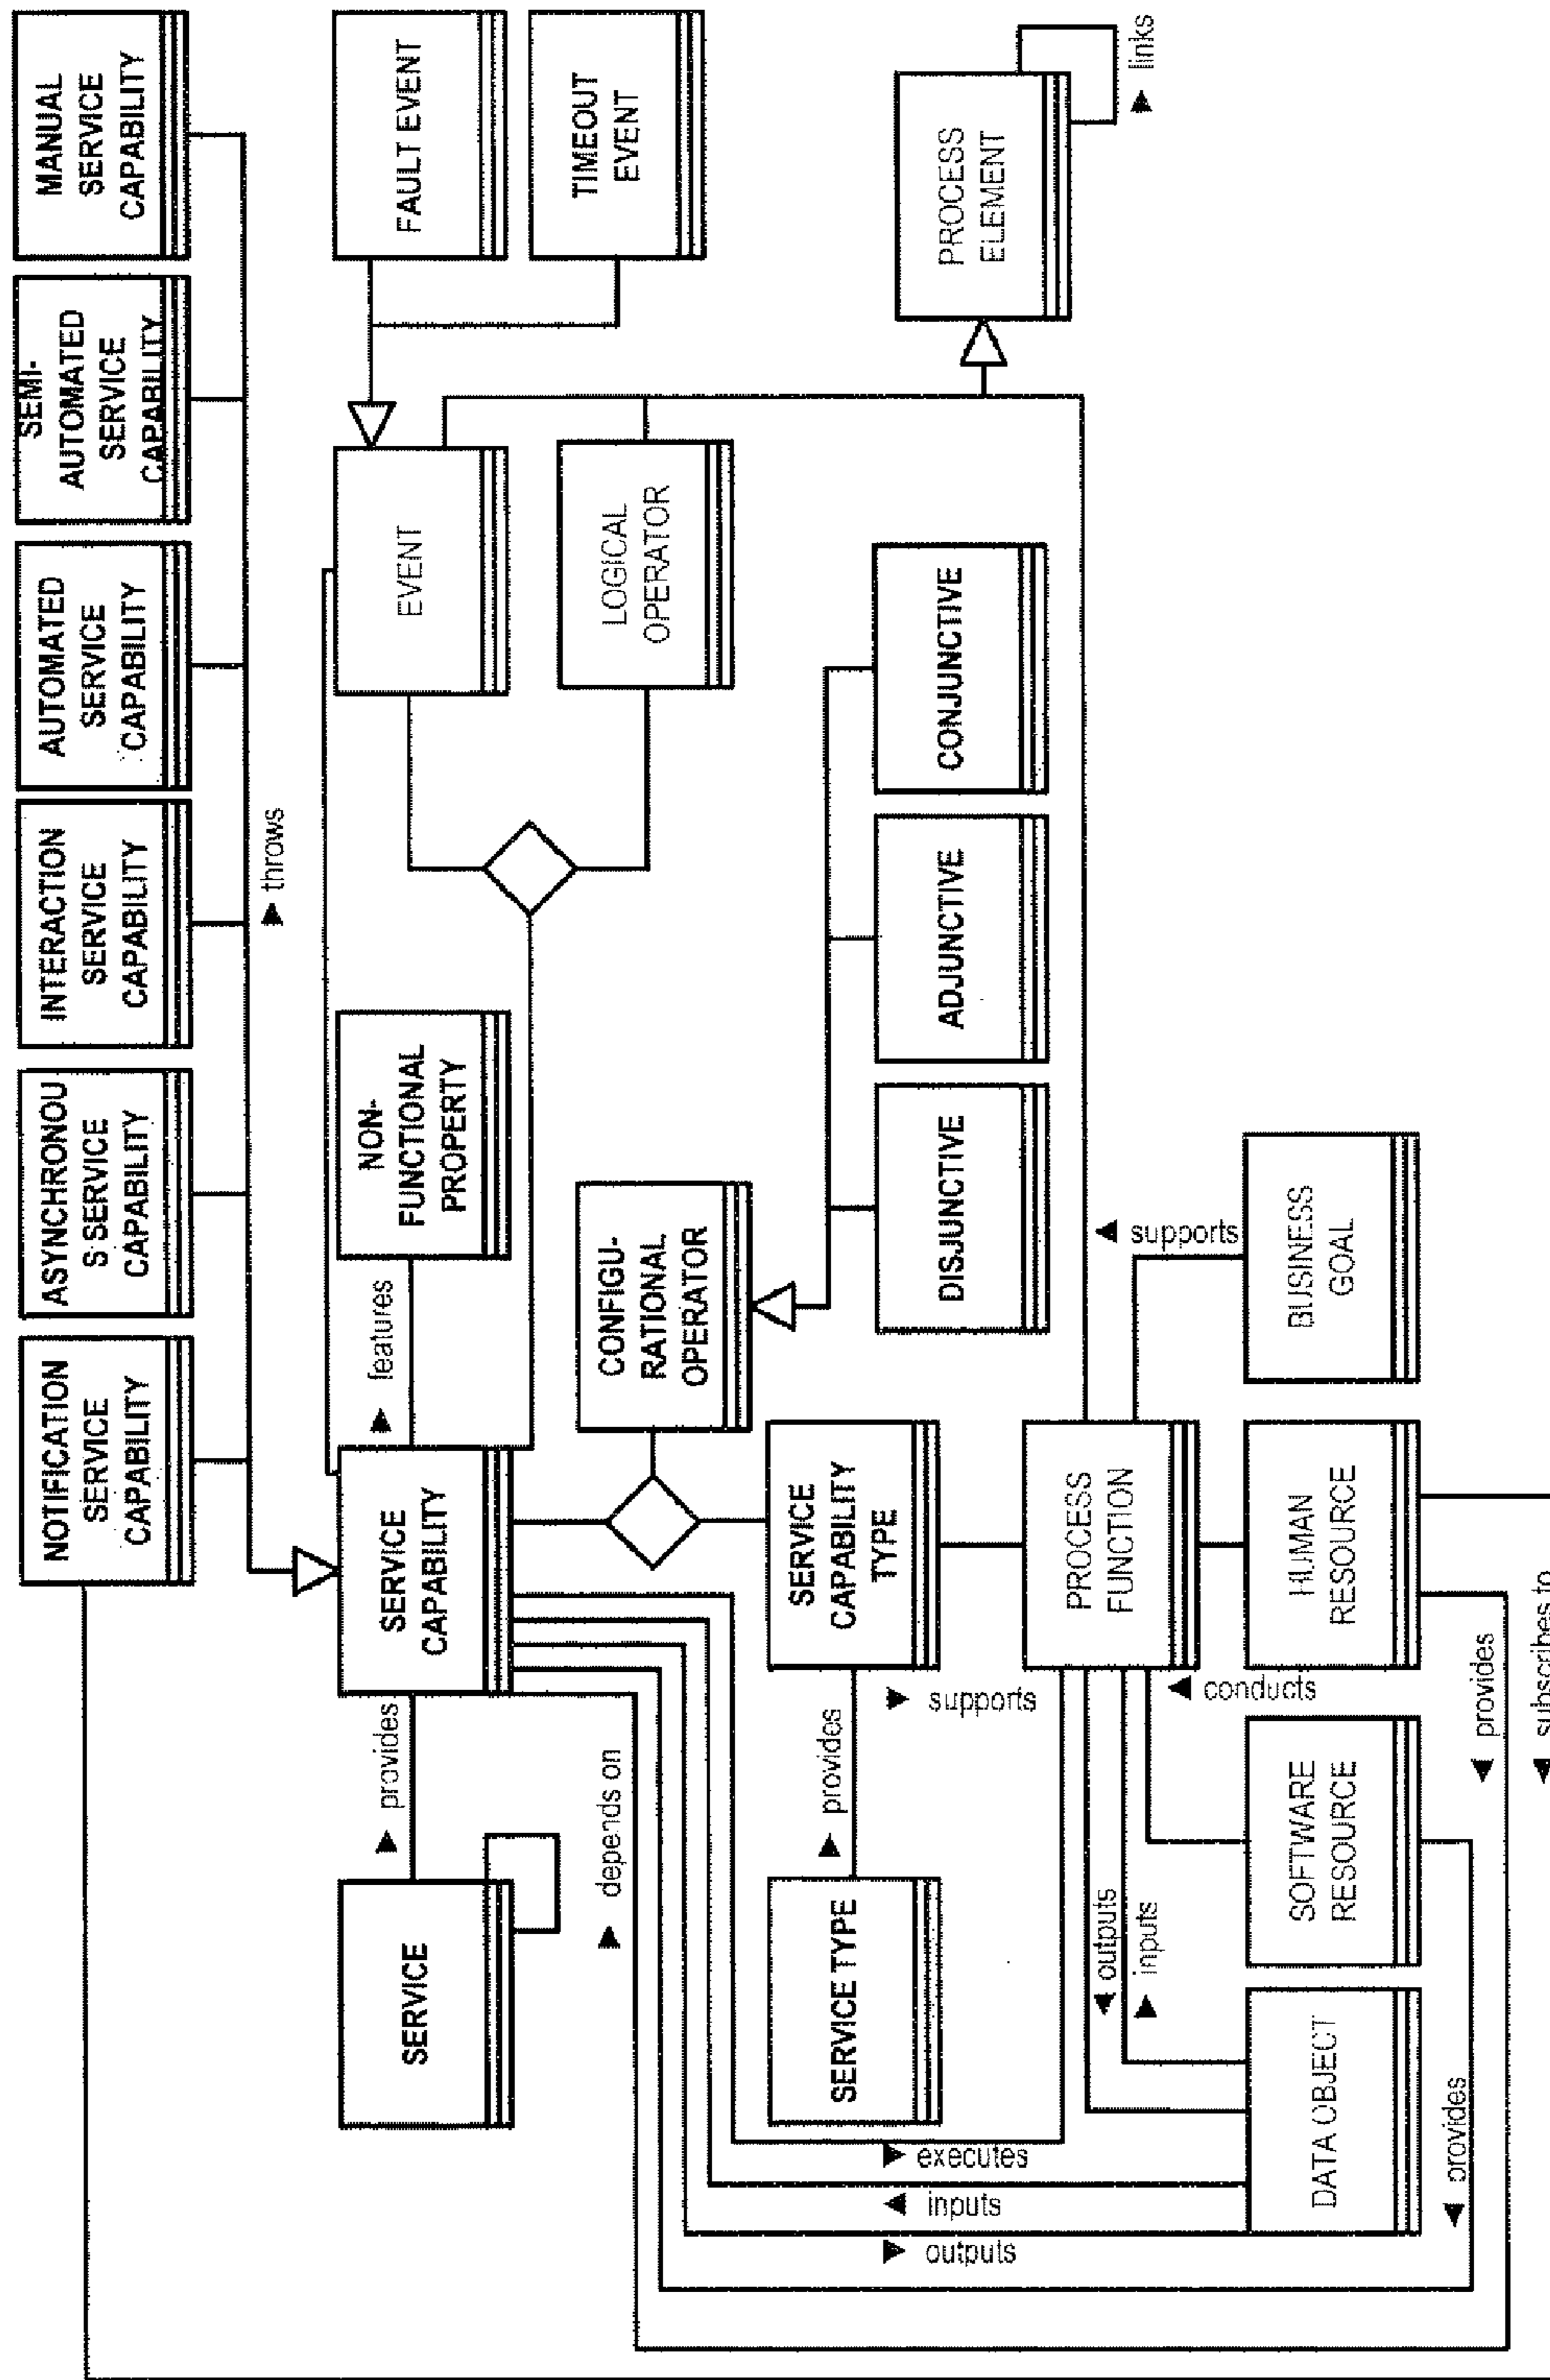 NOTIFICATION
SERVICE
CAPABILITY
ASYNCHRONOU
S SERVICE
CAPABILITY
INTERACTION
SERVICE
CAPABILITY
AUTOMATED
SERVICE
CAPABILITY
SEMI-
AUTOMATED
SERVICE
CAPABILITY
MANUAL
SERVICE
CAPABILITY
▶ throws
SERVICE
▶ provides
SERVICE
CAPABILITY
▶ features
NON-
FUNCTIONAL
PROPERTY
EVENT
FAULT EVENT
TIMEOUT
EVENT
▶ depends on
CONFIGU-
RATIONAL
OPERATOR
LOGICAL
OPERATOR
SERVICE TYPE
▶ provides
SERVICE
CAPABILITY
TYPE
▼ supports
DISJUNCTIVE
ADJUNCTIVE
CONJUNCTIVE
PROCESS
ELEMENT
▶ links
▼ executes
▲ inputs
▼ outputs
▲ outputs
▼ inputs
PROCESS
FUNCTION
▲ supports
▲ conducts
DATA OBJECT
SOFTWARE
RESOURCE
HUMAN
RESOURCE
BUSINESS
GOAL
◀ provides
◀ provides
◀ subscribes to